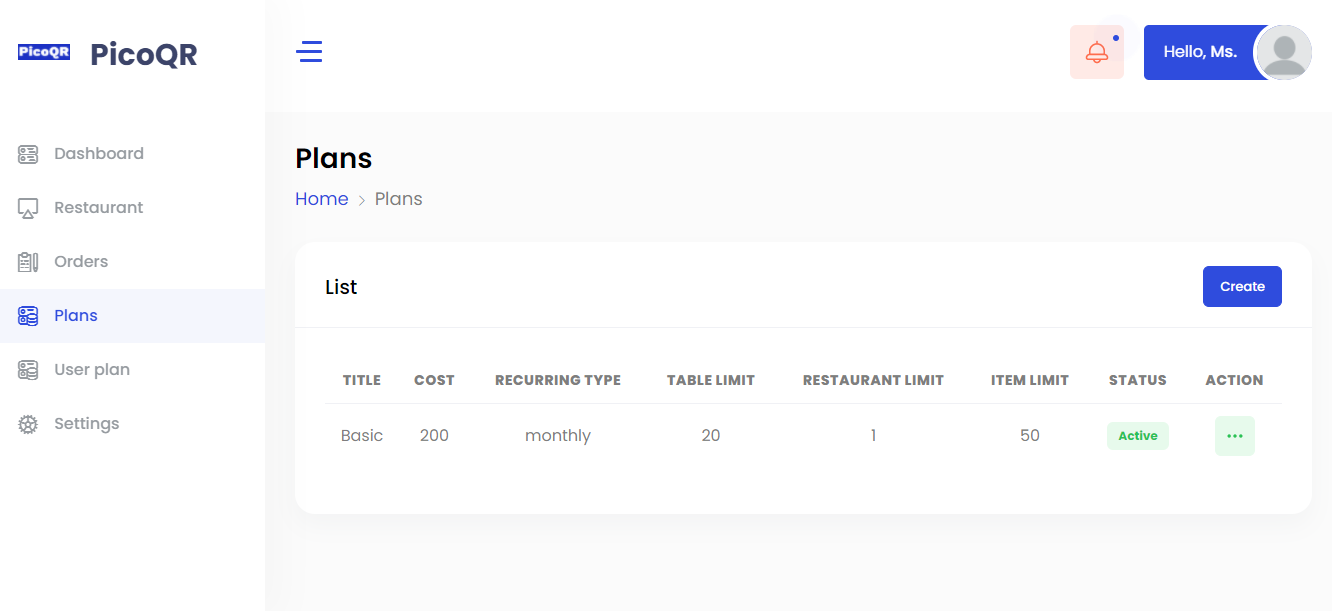 PicoQR PicoQR
Hello, Ms.
Dashboard
Restaurant
Orders
Plans
User plan
Settings
Plans
Home > Plans
List
Create
TITLE COST RECURRING TYPE TABLE LIMIT RESTAURANT LIMIT ITEM LIMIT STATUS ACTION
Basic 200 monthly 20 1 50 Active ...